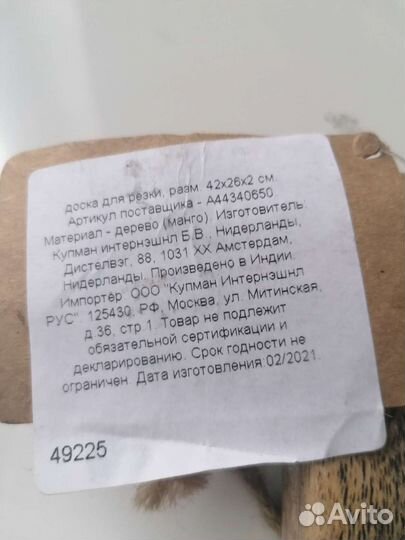 доска для резки, разм. 42х26х2 см.
Артикул поставщика - А44340650.
Материал - дерево (манго). Изготовитель:
Купман интернэшнл Б.В., Нидерланды,
Дистелвэг, 88, 1031 ХХ Амстердам,
Нидерланды. Произведено в Индии.
Импортер: ООО "Купман Интернэшнл
РУС" 125430, РФ, Москва, ул. Митинская,
д 36, стр.1. Товар не подлежит
обязательной сертификации и
декларированию. Срок годности не
ограничен. Дата изготовления 02/2021.
49225
Avito